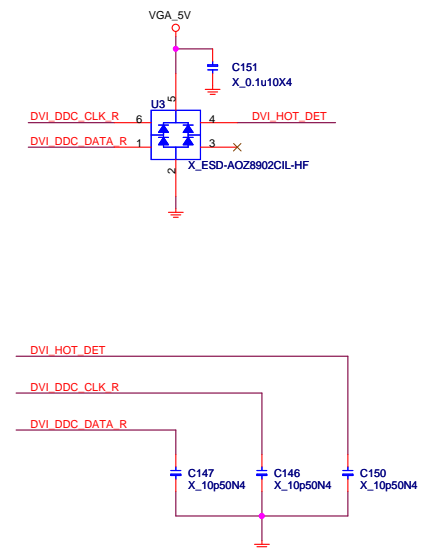 VGA_5V
C151
X_0.1u10X4
U3
5
DVI_DDC_CLK_R 6 4 DVI_HOT_DET
DVI_DDC_DATA_R 1 3
2 X_ESD-AOZ8902CIL-HF
DVI_HOT_DET
DVI_DDC_CLK_R
DVI_DDC_DATA_R
C147 C146 C150
X_10p50N4 X_10p50N4 X_10p50N4